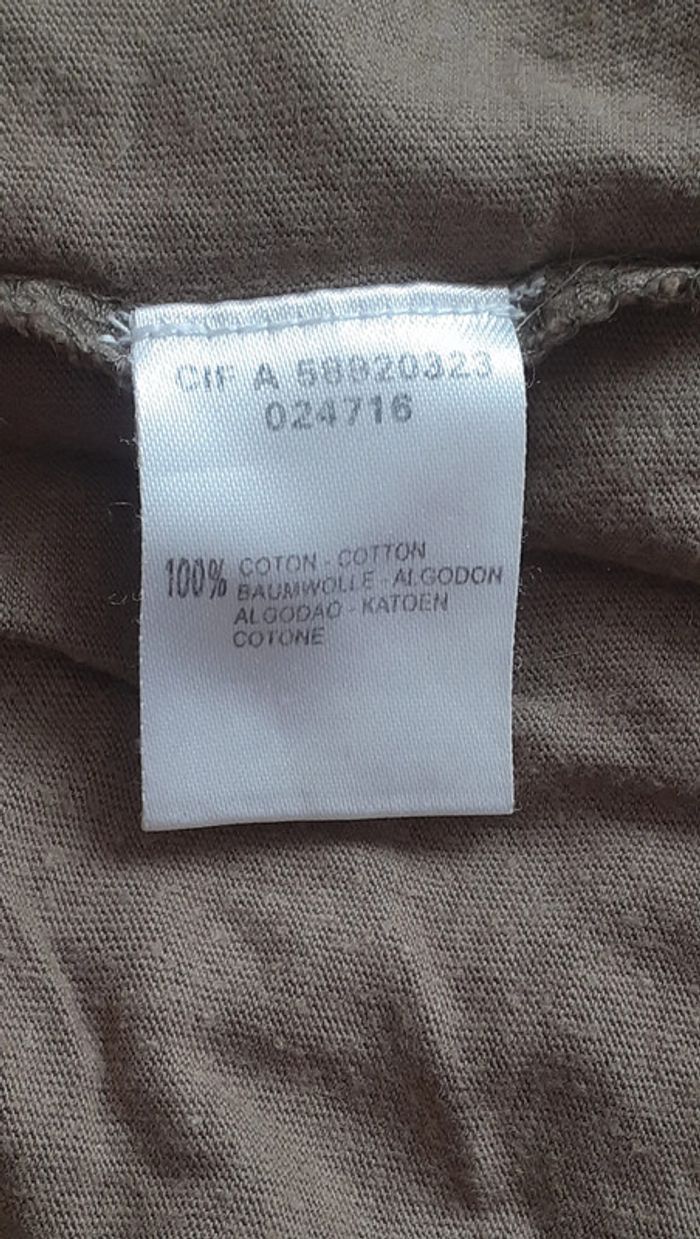 CIF A 58920323
024716
100% COTON - COTTON
BAUMWOLLE - ALGODON
ALGODAO - KATOEN
COTONE